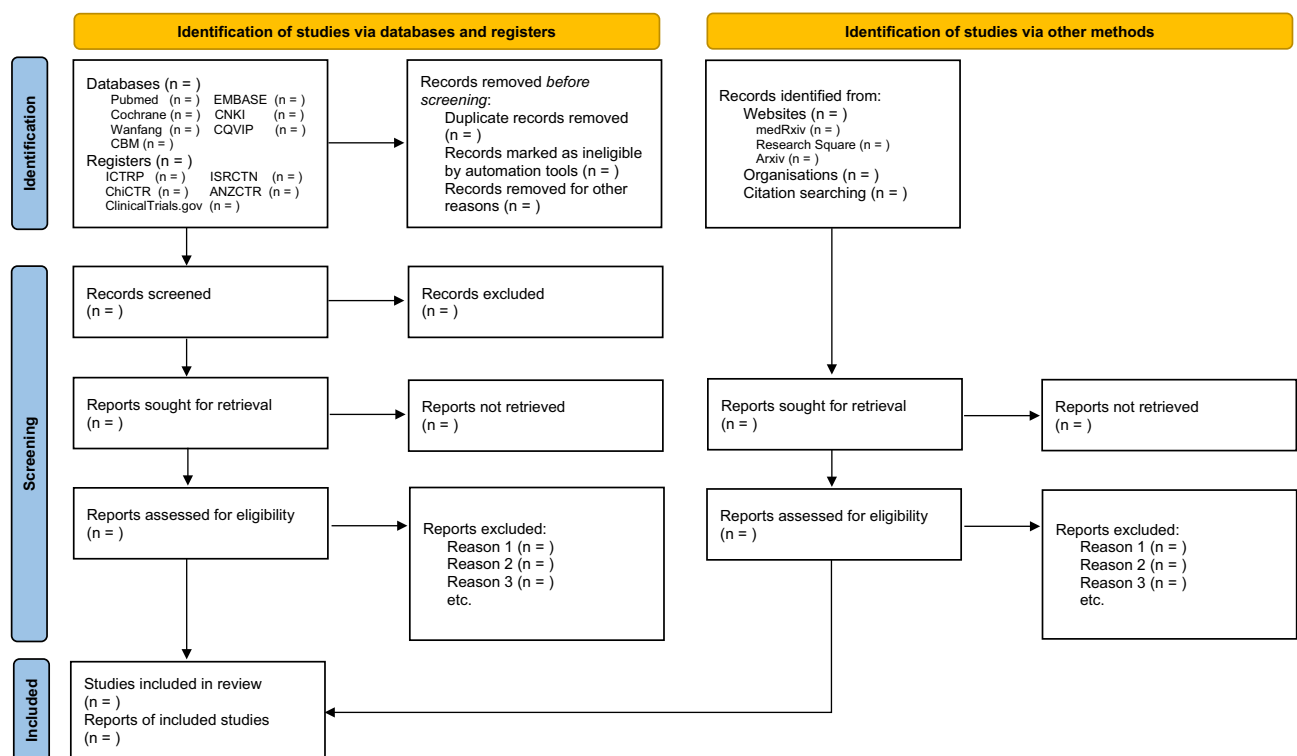 Identification of studies via databases and registers
Identification of studies via other methods
Identification
Databases (n = )
Pubmed (n = ) EMBASE (n = )
Cochrane (n = ) CNKI (n = )
Wanfang (n = ) CQVIP (n = )
CBM (n = )
Registers (n = )
ICTRP (n = ) ISRCTN (n = )
ChiCTR (n = ) ANZCTR (n = )
ClinicalTrials.gov (n = )
Records removed before
screening:
Duplicate records removed
(n = )
Records marked as ineligible
by automation tools (n = )
Records removed for other
reasons (n = )
Records identified from:
Websites (n = )
medRxiv (n = )
Research Square (n = )
Arxiv (n = )
Organisations (n = )
Citation searching (n = )
Screening
Records screened
(n = )
Records excluded
(n = )
Reports sought for retrieval
(n = )
Reports not retrieved
(n = )
Reports sought for retrieval
(n = )
Reports not retrieved
(n = )
Reports assessed for eligibility
(n = )
Reports excluded:
Reason 1 (n = )
Reason 2 (n = )
Reason 3 (n = )
etc.
Reports assessed for eligibility
(n = )
Reports excluded:
Reason 1 (n = )
Reason 2 (n = )
Reason 3 (n = )
etc.
Included
Studies included in review
(n = )
Reports of included studies
(n = )